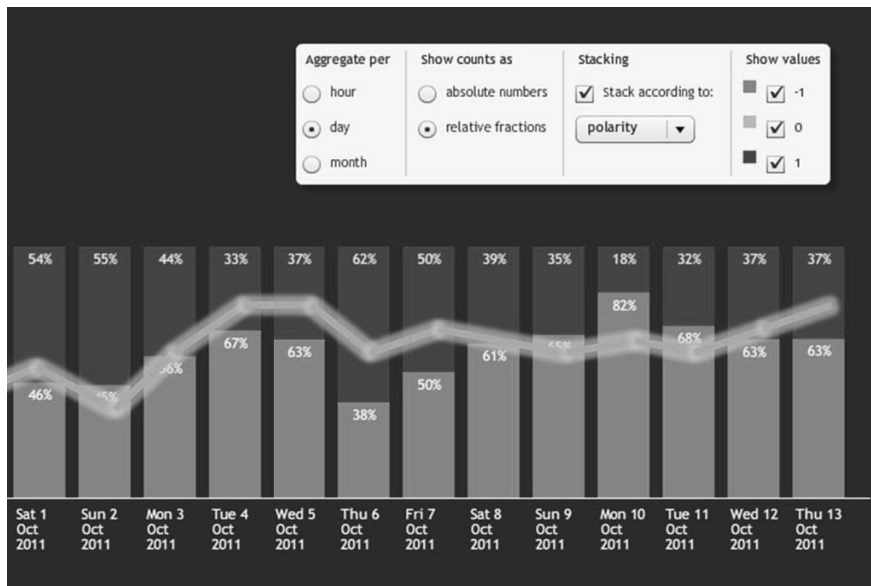 Aggregate per Show counts as Stacking Show values
hour absolute numbers Stack according to: -1
day relative fractions polarity 0
month 1
54% 55% 44% 33% 37% 62% 50% 39% 35% 18% 32% 37% 37%
82%
67% 68%
63% 61% 65% 63% 63%
56%
46% 45% 50%
38%
Sat 1 Sun 2 Mon 3 Tue 4 Wed 5 Thu 6 Fri 7 Sat 8 Sun 9 Mon 10 Tue 11 Wed 12 Thu 13
Oct Oct Oct Oct Oct Oct Oct Oct Oct Oct Oct Oct Oct
2011 2011 2011 2011 2011 2011 2011 2011 2011 2011 2011 2011 2011